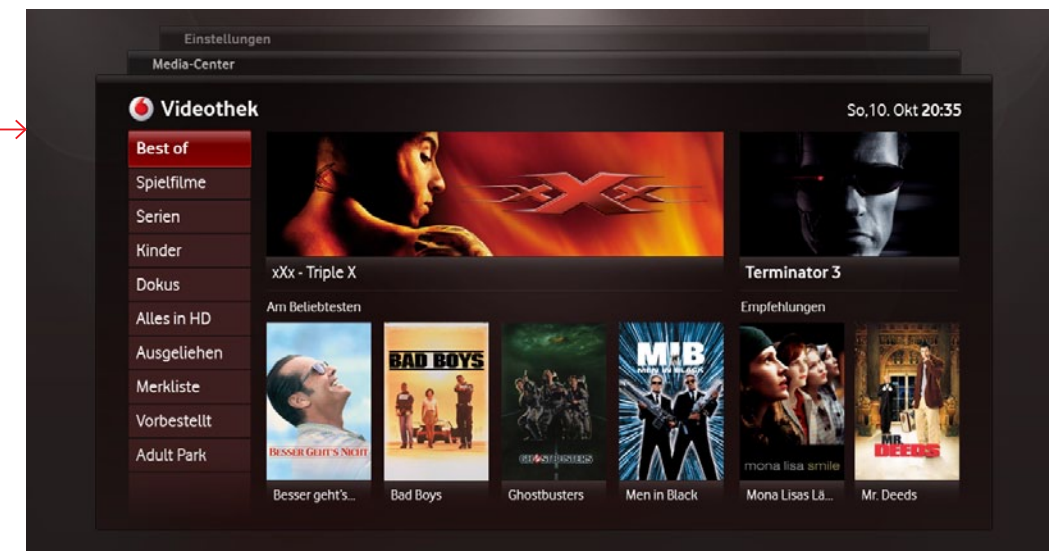 Einstellungen
Media-Center
Videothek
So,10. Okt 20:35
Best of
Spielfilme
Serien
Kinder
Dokus
Alles in HD
Ausgeliehen
Merkliste
Vorbestellt
Adult Park
xXx
xXx - Triple X
Terminator 3
Am Beliebtesten
Empfehlungen
BESSER GEHT'S NICHT
BAD BOYS
GHOSTBUSTERS
MIB
MEN IN BLACK
mona lisa smile
MR. DEEDS
Besser geht's...
Bad Boys
Ghostbusters
Men in Black
Mona Lisas Lä...
Mr. Deeds